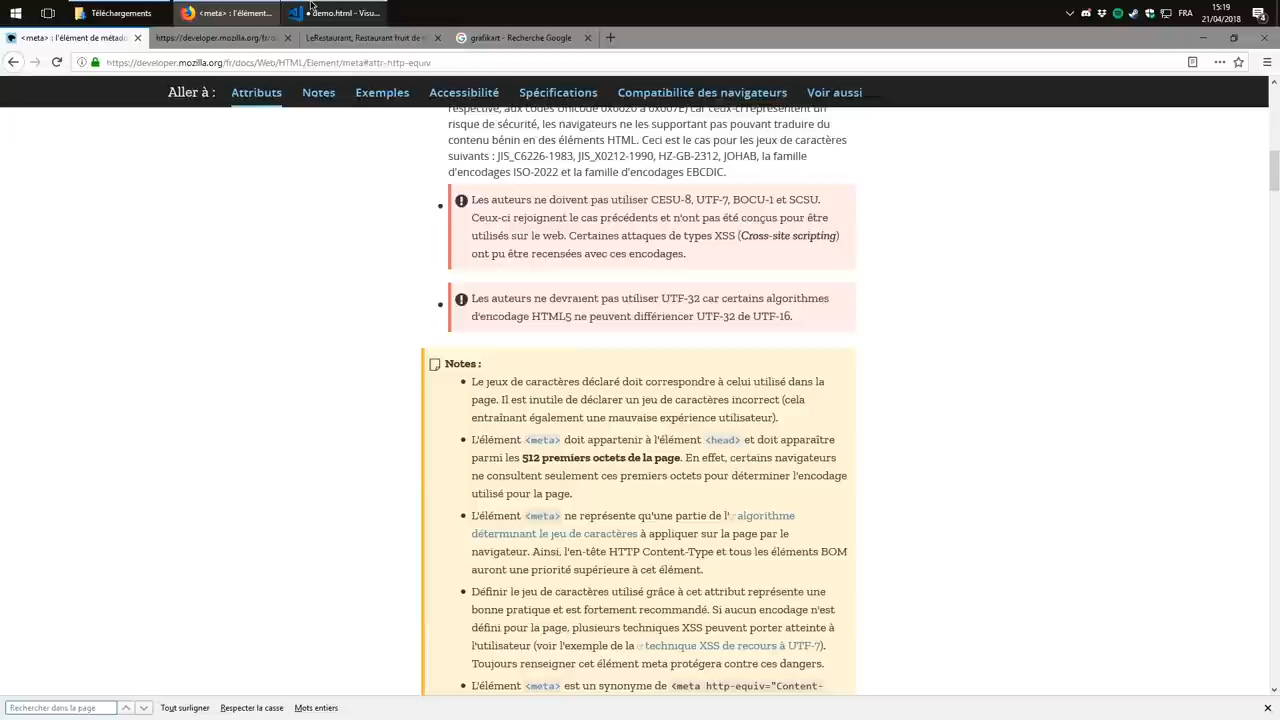 Téléchargements
<meta> : l'élément...
● demo.html - Visu...
FRA
15:19
21/04/2018
<meta> : l'élément de métado
https://developer.mozilla.org/fr/
LeRestaurant, Restaurant fruit de
grafikart - Recherche Google
https://developer.mozilla.org/fr/docs/Web/HTML/Element/meta#attr-http-equiv
Aller à : Attributs Notes Exemples Accessibilité Spécifications Compatibilité des navigateurs Voir aussi
respective, aux codes Unicode 0x0020 à 0x007E) car ceux-ci représentent un
risque de sécurité, les navigateurs ne les supportant pas pouvant traduire du
contenu bénin en des éléments HTML. Ceci est le cas pour les jeux de caractères
suivants : JIS_C6226-1983, JIS_X0212-1990, HZ-GB-2312, JOHAB, la famille
d'encodages ISO-2022 et la famille d'encodages EBCDIC.
Les auteurs ne doivent pas utiliser CESU-8, UTF-7, BOCU-1 et SCSU.
Ceux-ci rejoignent le cas précédents et n'ont pas été conçus pour être
utilisés sur le web. Certaines attaques de types XSS (Cross-site scripting)
ont pu être recensées avec ces encodages.
Les auteurs ne devraient pas utiliser UTF-32 car certains algorithmes
d'encodage HTML5 ne peuvent différencier UTF-32 de UTF-16.
Notes :
Le jeux de caractères déclaré doit correspondre à celui utilisé dans la
page. Il est inutile de déclarer un jeu de caractères incorrect (cela
entraînant également une mauvaise expérience utilisateur).
L'élément <meta> doit appartenir à l'élément <head> et doit apparaître
parmi les 512 premiers octets de la page. En effet, certains navigateurs
ne consultent seulement ces premiers octets pour déterminer l'encodage
utilisé pour la page.
L'élément <meta> ne représente qu'une partie de l'algorithme
déterminant le jeu de caractères à appliquer sur la page par le
navigateur. Ainsi, l'en-tête HTTP Content-Type et tous les éléments BOM
auront une priorité supérieure à cet élément.
Définir le jeu de caractères utilisé grâce à cet attribut représente une
bonne pratique et est fortement recommandé. Si aucun encodage n'est
défini pour la page, plusieurs techniques XSS peuvent porter atteinte à
l'utilisateur (voir l'exemple de la technique XSS de recours à UTF-7).
Toujours renseigner cet élément meta protégera contre ces dangers.
L'élément <meta> est un synonyme de <meta http-equiv="Content-
Rechercher dans la page
Tout surligner
Respecter la casse
Mots entiers